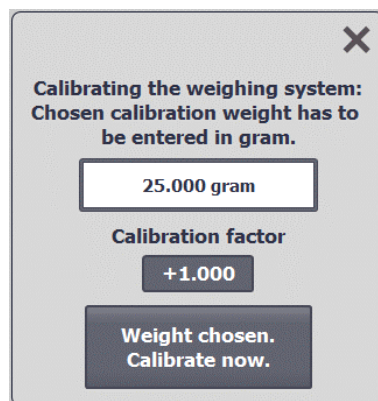 Calibrating the weighing system:
Chosen calibration weight has to
be entered in gram.
25.000 gram
Calibration factor
+1.000
Weight chosen.
Calibrate now.